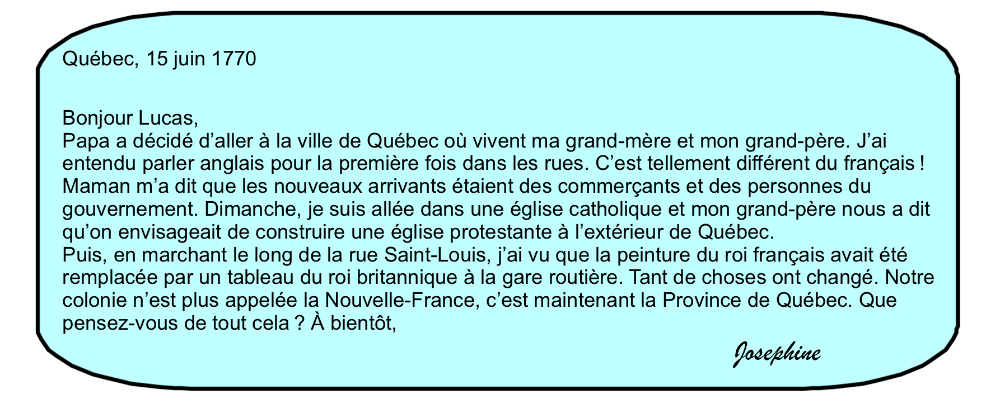 Québec, 15 juin 1770
Bonjour Lucas,
Papa a décidé d’aller à la ville de Québec où vivent ma grand-mère et mon grand-père. J’ai
entendu parler anglais pour la première fois dans les rues. C’est tellement différent du français !
Maman m’a dit que les nouveaux arrivants étaient des commerçants et des personnes du
gouvernement. Dimanche, je suis allée dans une église catholique et mon grand-père nous a dit
qu’on envisageait de construire une église protestante à l’extérieur de Québec.
Puis, en marchant le long de la rue Saint-Louis, j’ai vu que la peinture du roi français avait été
remplacée par un tableau du roi britannique à la gare routière. Tant de choses ont changé. Notre
colonie n’est plus appelée la Nouvelle-France, c’est maintenant la Province de Québec. Que
pensez-vous de tout cela ? À bientôt,
Josephine